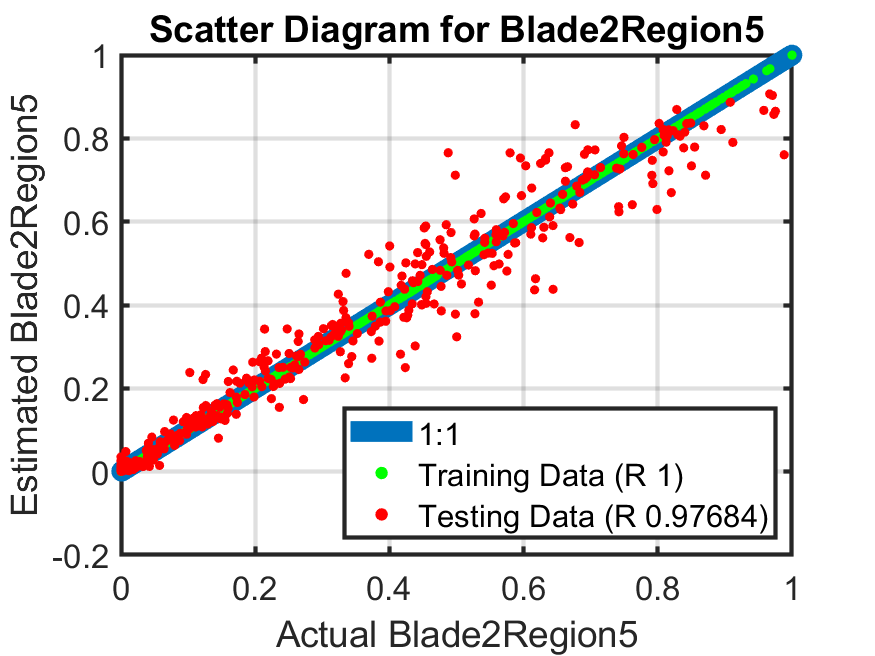 Scatter Diagram for Blade2Region5
Estimated Blade2Region5
1
0.8
0.6
0.4
0.2
0
-0.2
1:1
Training Data (R 1)
Testing Data (R 0.97684)
0 0.2 0.4 0.6 0.8 1
Actual Blade2Region5